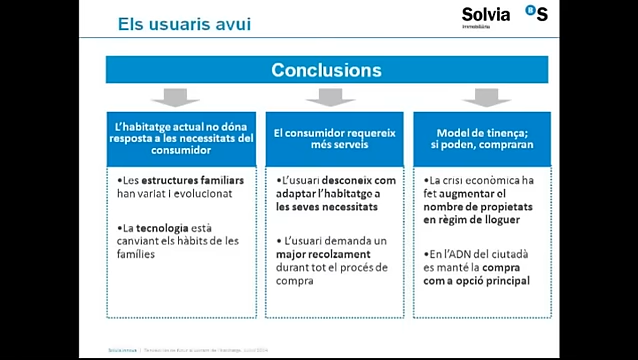 Els usuaris avui
Solvia
Immobiliària
B S
Conclusions
L'habitatge actual no dóna
resposta a les necessitats del
consumidor
•Les estructures familiars
han variat i evolucionat
•La tecnologia està
canviant els hàbits de les
famílies
El consumidor requereix
més serveis
•L'usuari desconeix com
adaptar l'habitatge a
les seves necessitats
• L'usuari demanda un
major recolzament
durant tot el procés de
compra
Model de tinença;
si poden, compraran
•La crisi econòmica ha
fet augmentar el
nombre de propietats
en règim de lloguer
•En l'ADN del ciutadà
es manté la compra
com a opció principal